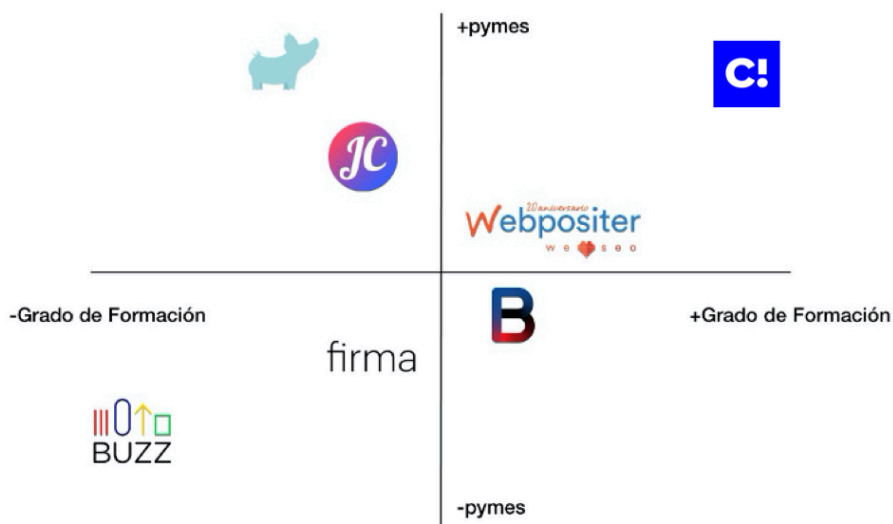 +pymes
C!
JC
20 aniversario
Webpositer
we seo
B
-Grado de Formación
+Grado de Formación
firma
BUZZ
-pymes